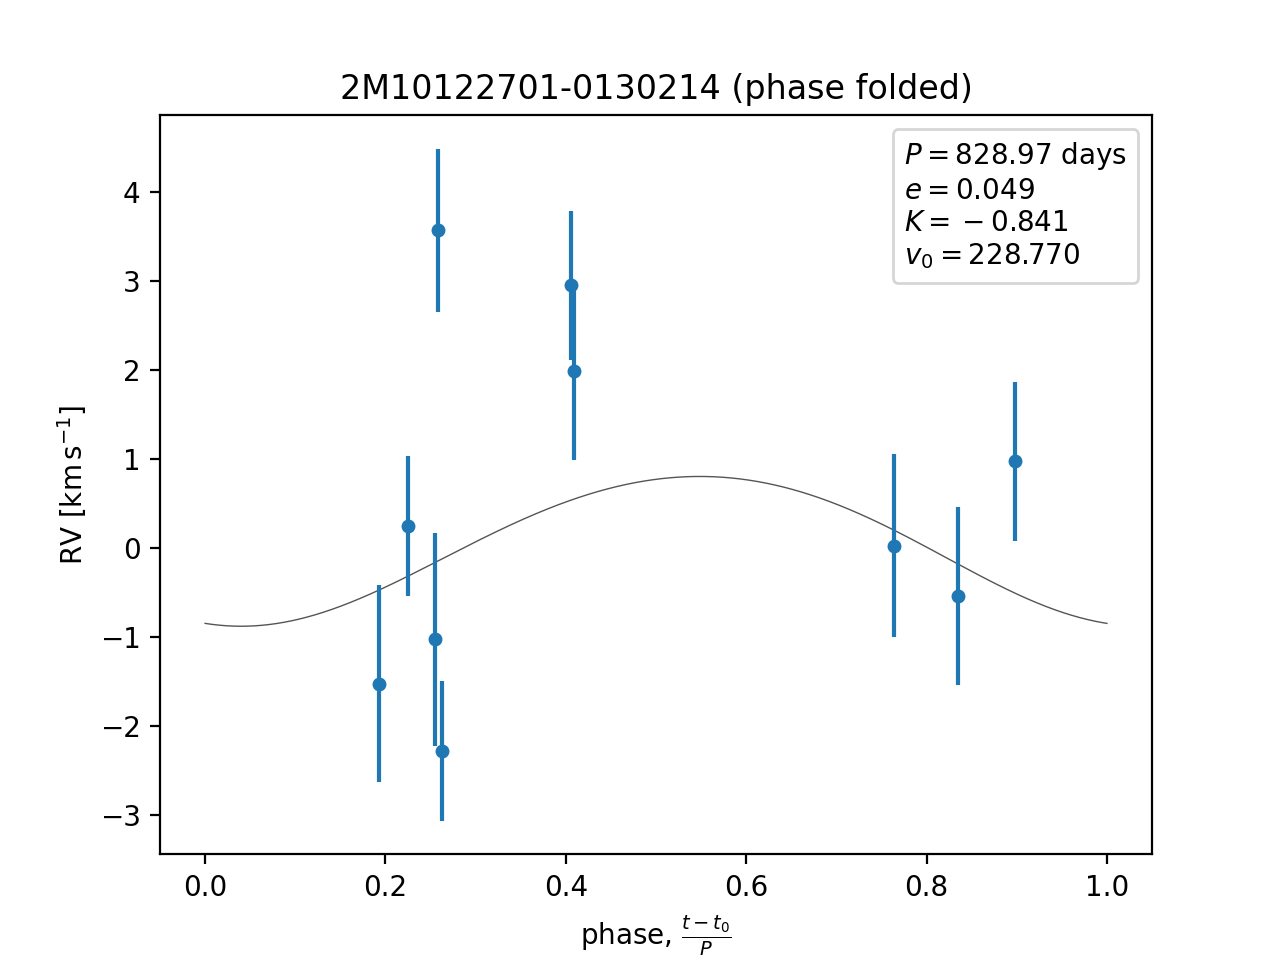 2M10122701-0130214 (phase folded)
P = 828.97 days
e = 0.049
K = −0.841
v₀ = 228.770
RV [km s⁻¹]
4
3
2
1
0
−1
−2
−3
0.0 0.2 0.4 0.6 0.8 1.0
phase, (t − t₀)/P